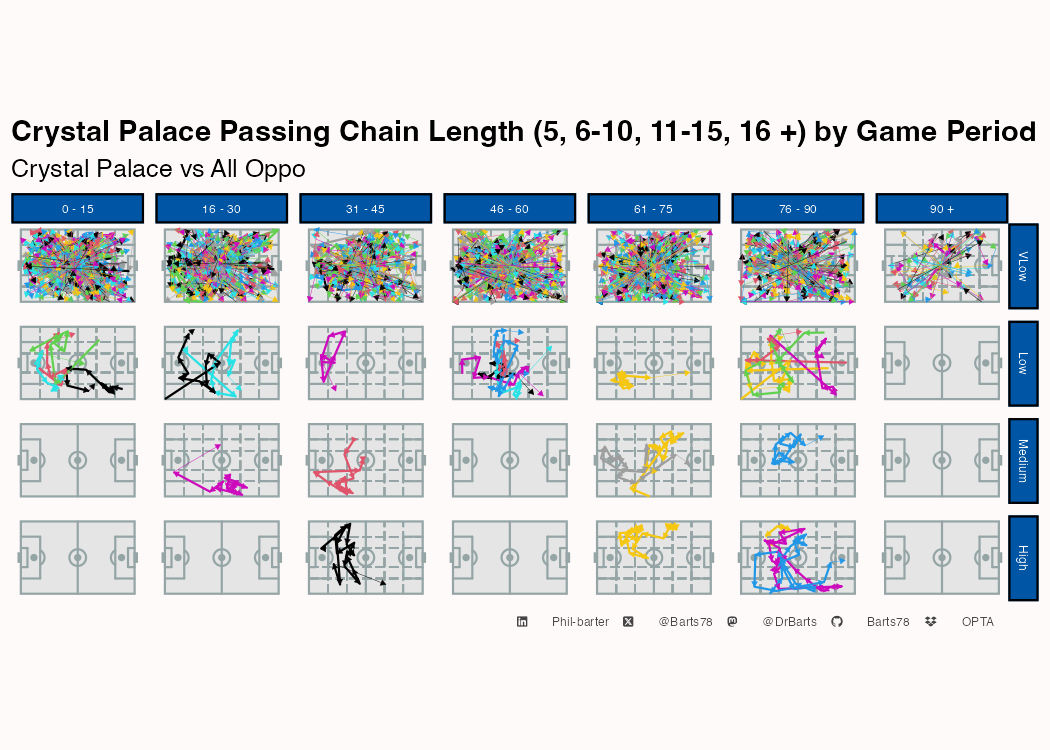 Crystal Palace Passing Chain Length (5, 6-10, 11-15, 16 +) by Game Period
Crystal Palace vs All Oppo
0 - 15 16 - 30 31 - 45 46 - 60 61 - 75 76 - 90 90 +
VLow
Low
Medium
High
Phil-barter @Barts78 @DrBarts Barts78 OPTA